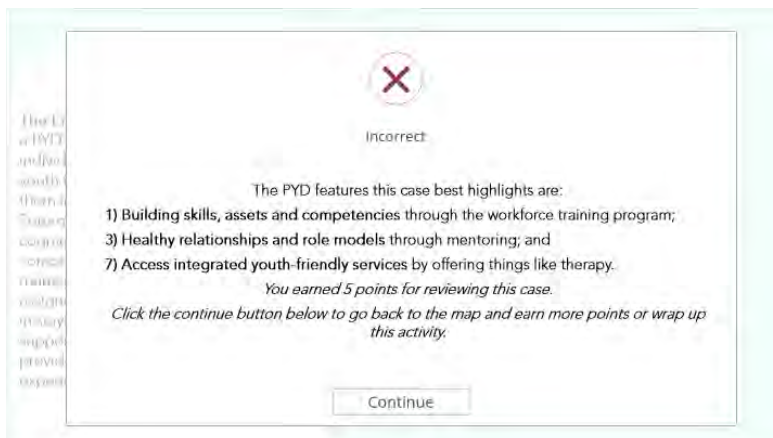 Incorrect
The PYD features this case best highlights are:
1) Building skills, assets and competencies through the workforce training program;
3) Healthy relationships and role models through mentoring; and
7) Access integrated youth-friendly services by offering things like therapy.
You earned 5 points for reviewing this case.
Click the continue button below to go back to the map and earn more points or wrap up
this activity.
Continue